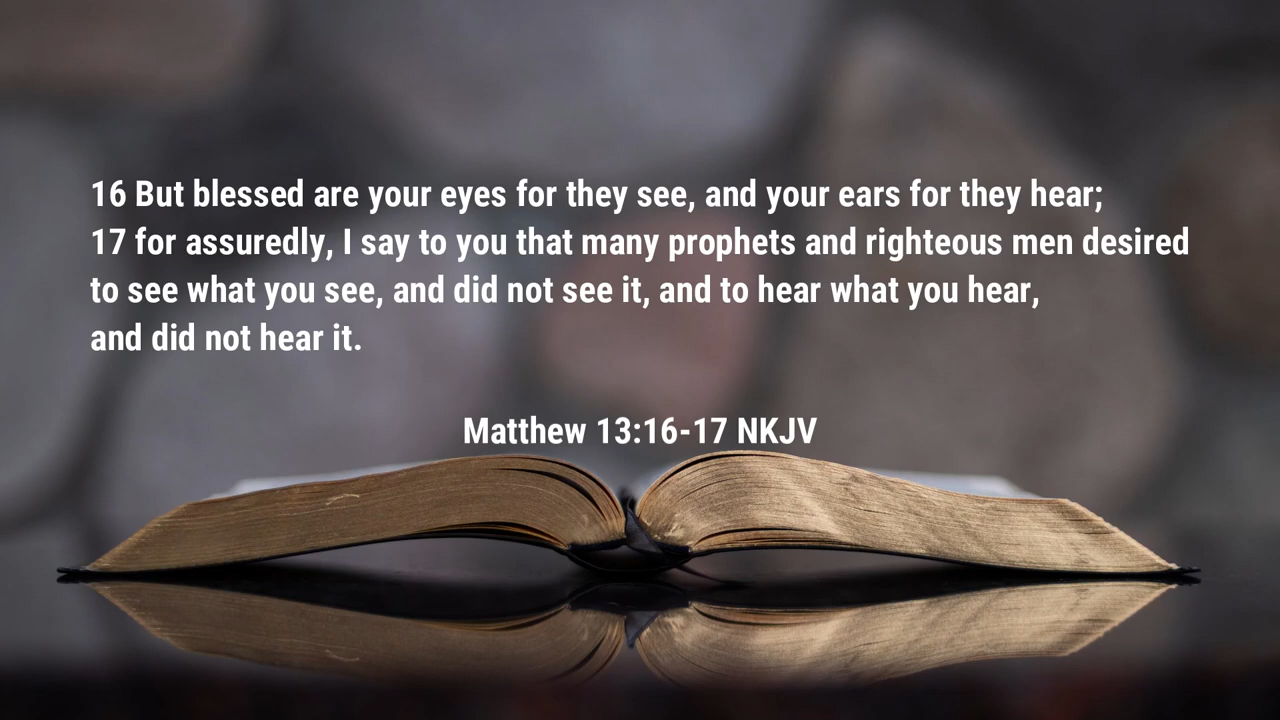 16 But blessed are your eyes for they see, and your ears for they hear;
17 for assuredly, I say to you that many prophets and righteous men desired
to see what you see, and did not see it, and to hear what you hear,
and did not hear it.
Matthew 13:16-17 NKJV